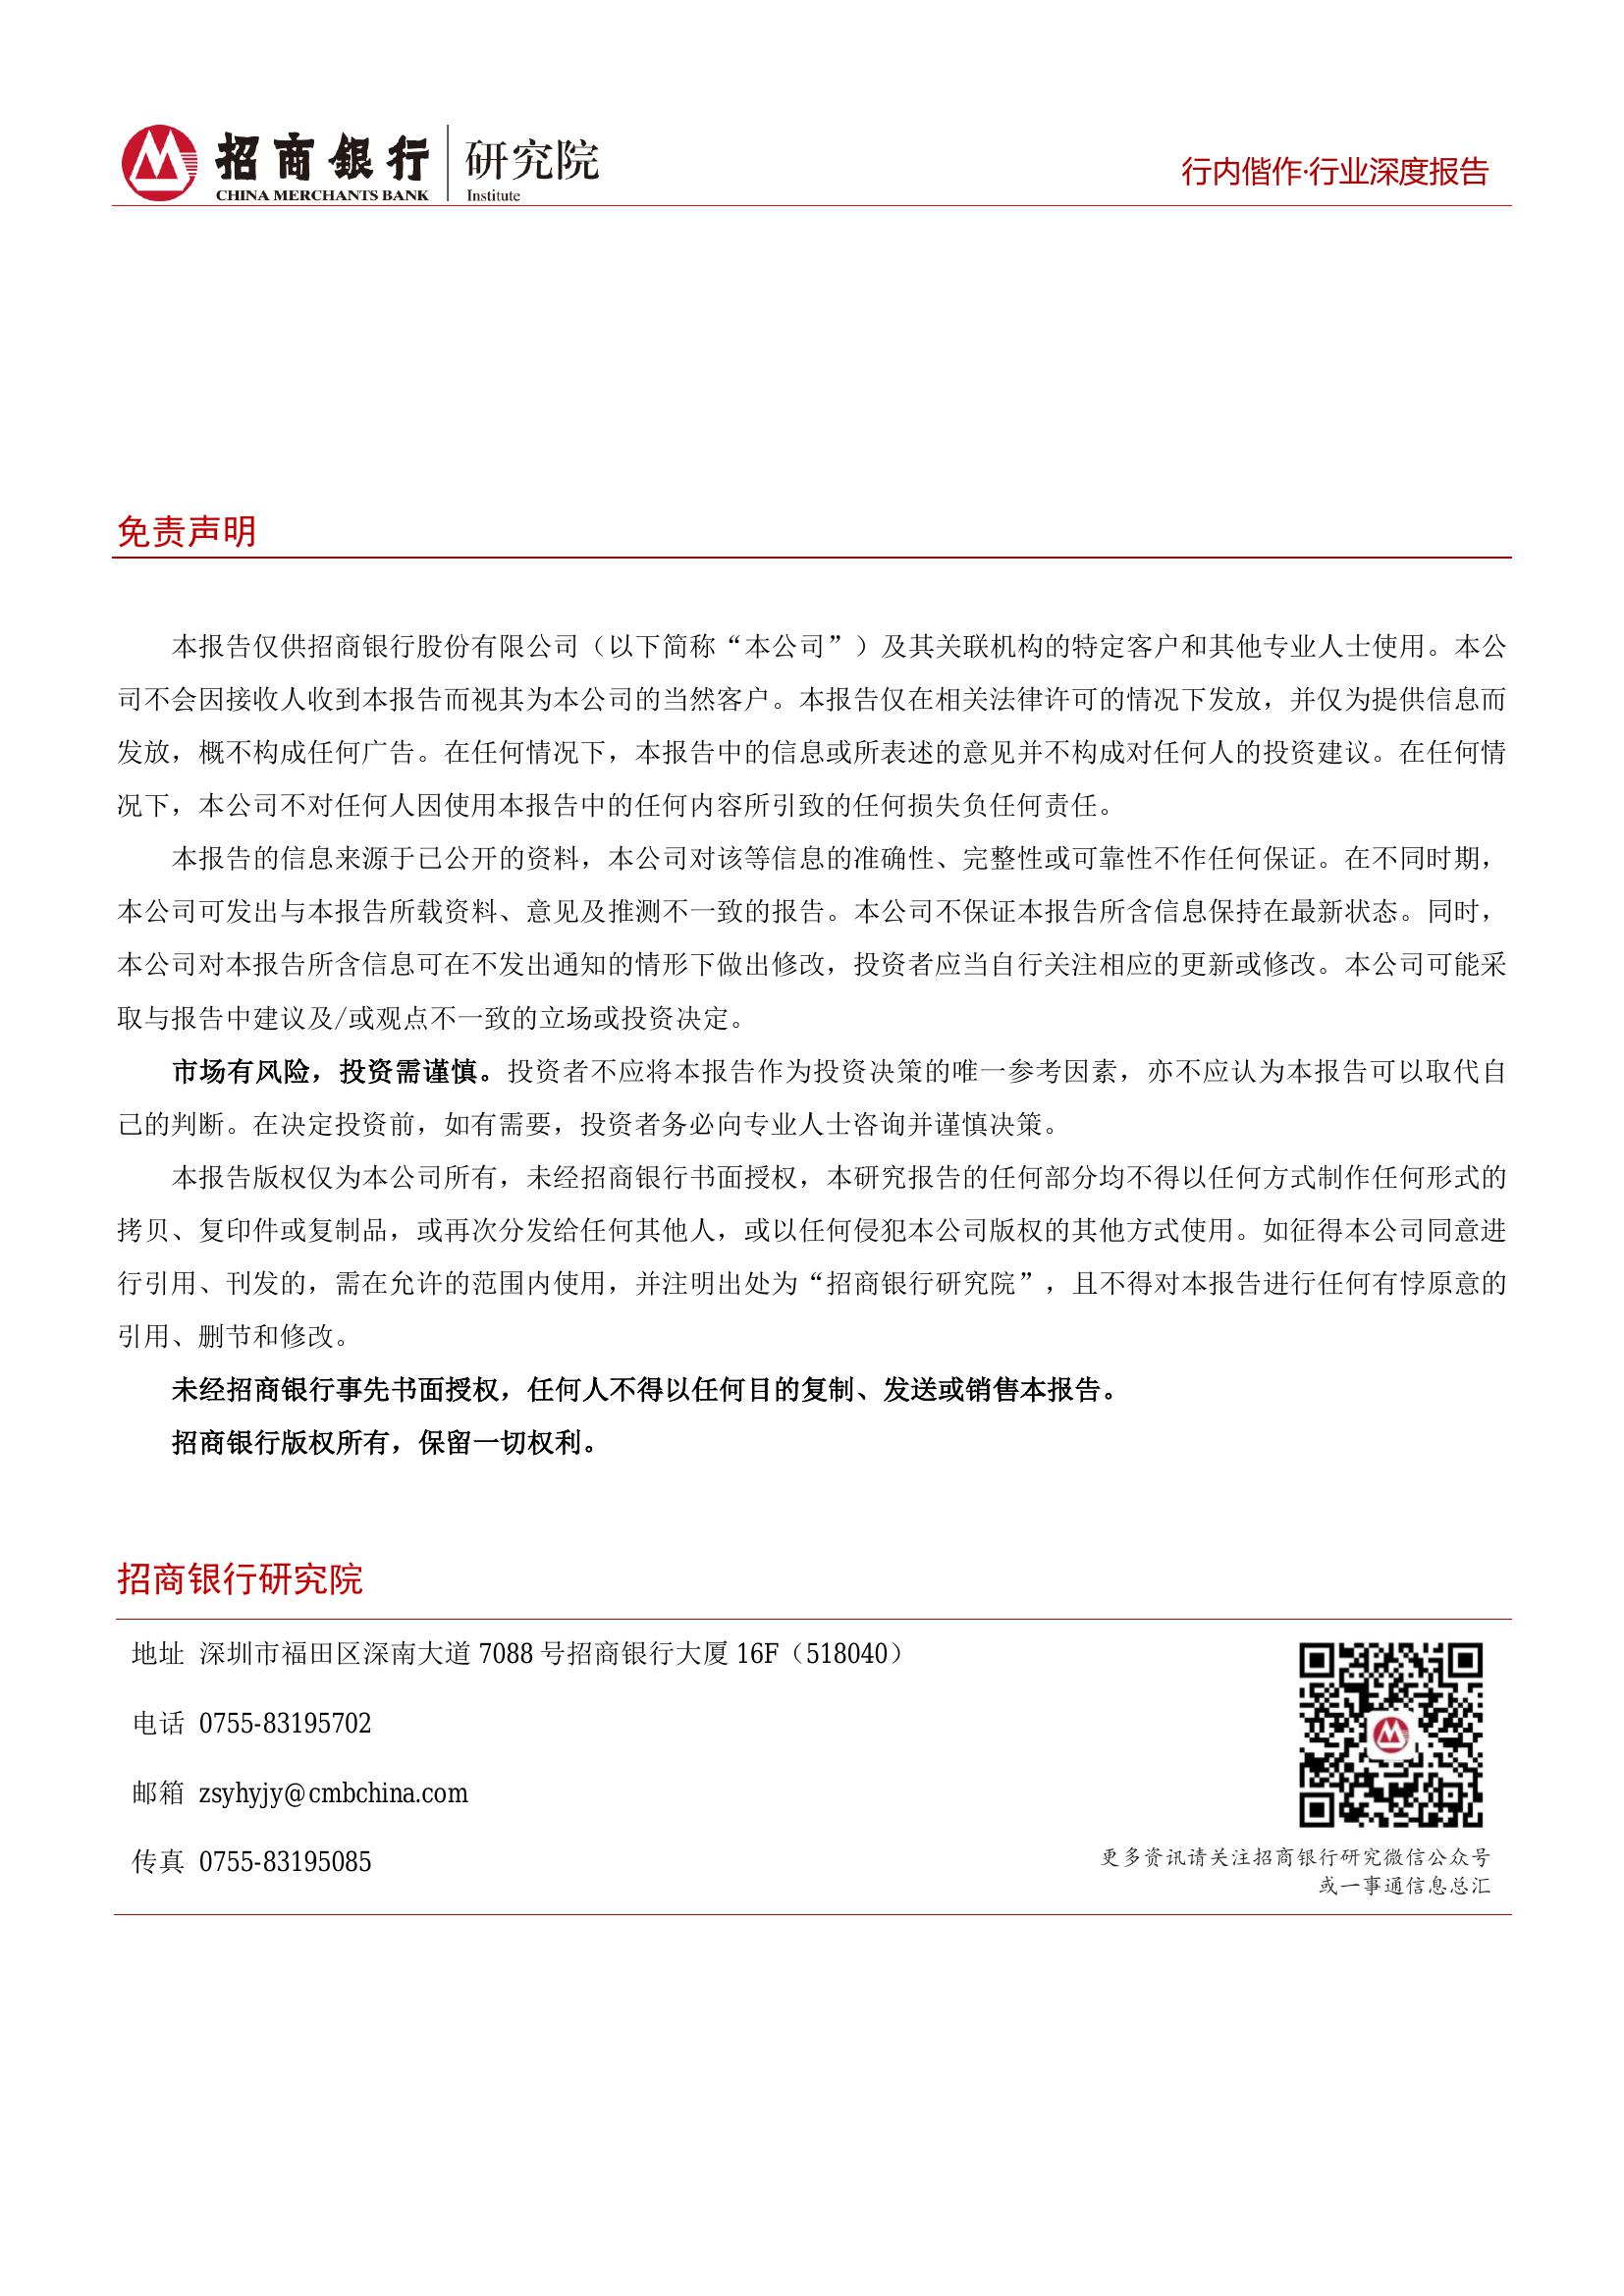 招商银行 研究院
CHINA MERCHANTS BANK Institute
行内偕作·行业深度报告
免责声明
本报告仅供招商银行股份有限公司（以下简称“本公司”）及其关联机构的特定客户和其他专业人士使用。本公
司不会因接收人收到本报告而视其为本公司的当然客户。本报告仅在相关法律许可的情况下发放，并仅为提供信息而
发放，概不构成任何广告。在任何情况下，本报告中的信息或所表述的意见并不构成对任何人的投资建议。在任何情
况下，本公司不对任何人因使用本报告中的任何内容所引致的任何损失负任何责任。
本报告的信息来源于已公开的资料，本公司对该等信息的准确性、完整性或可靠性不作任何保证。在不同时期，
本公司可发出与本报告所载资料、意见及推测不一致的报告。本公司不保证本报告所含信息保持在最新状态。同时，
本公司对本报告所含信息可在不发出通知的情形下做出修改，投资者应当自行关注相应的更新或修改。本公司可能采
取与报告中建议及/或观点不一致的立场或投资决定。
市场有风险，投资需谨慎。投资者不应将本报告作为投资决策的唯一参考因素，亦不应认为本报告可以取代自
己的判断。在决定投资前，如有需要，投资者务必向专业人士咨询并谨慎决策。
本报告版权仅为本公司所有，未经招商银行书面授权，本研究报告的任何部分均不得以任何方式制作任何形式的
拷贝、复印件或复制品，或再次分发给任何其他人，或以任何侵犯本公司版权的其他方式使用。如征得本公司同意进
行引用、刊发的，需在允许的范围内使用，并注明出处为“招商银行研究院”，且不得对本报告进行任何有悖原意的
引用、删节和修改。
未经招商银行事先书面授权，任何人不得以任何目的复制、发送或销售本报告。
招商银行版权所有，保留一切权利。
招商银行研究院
地址 深圳市福田区深南大道 7088 号招商银行大厦 16F（518040）
电话 0755-83195702
邮箱 zsyhyjy@cmbchina.com
传真 0755-83195085
更多资讯请关注招商银行研究微信公众号
或一事通信息总汇